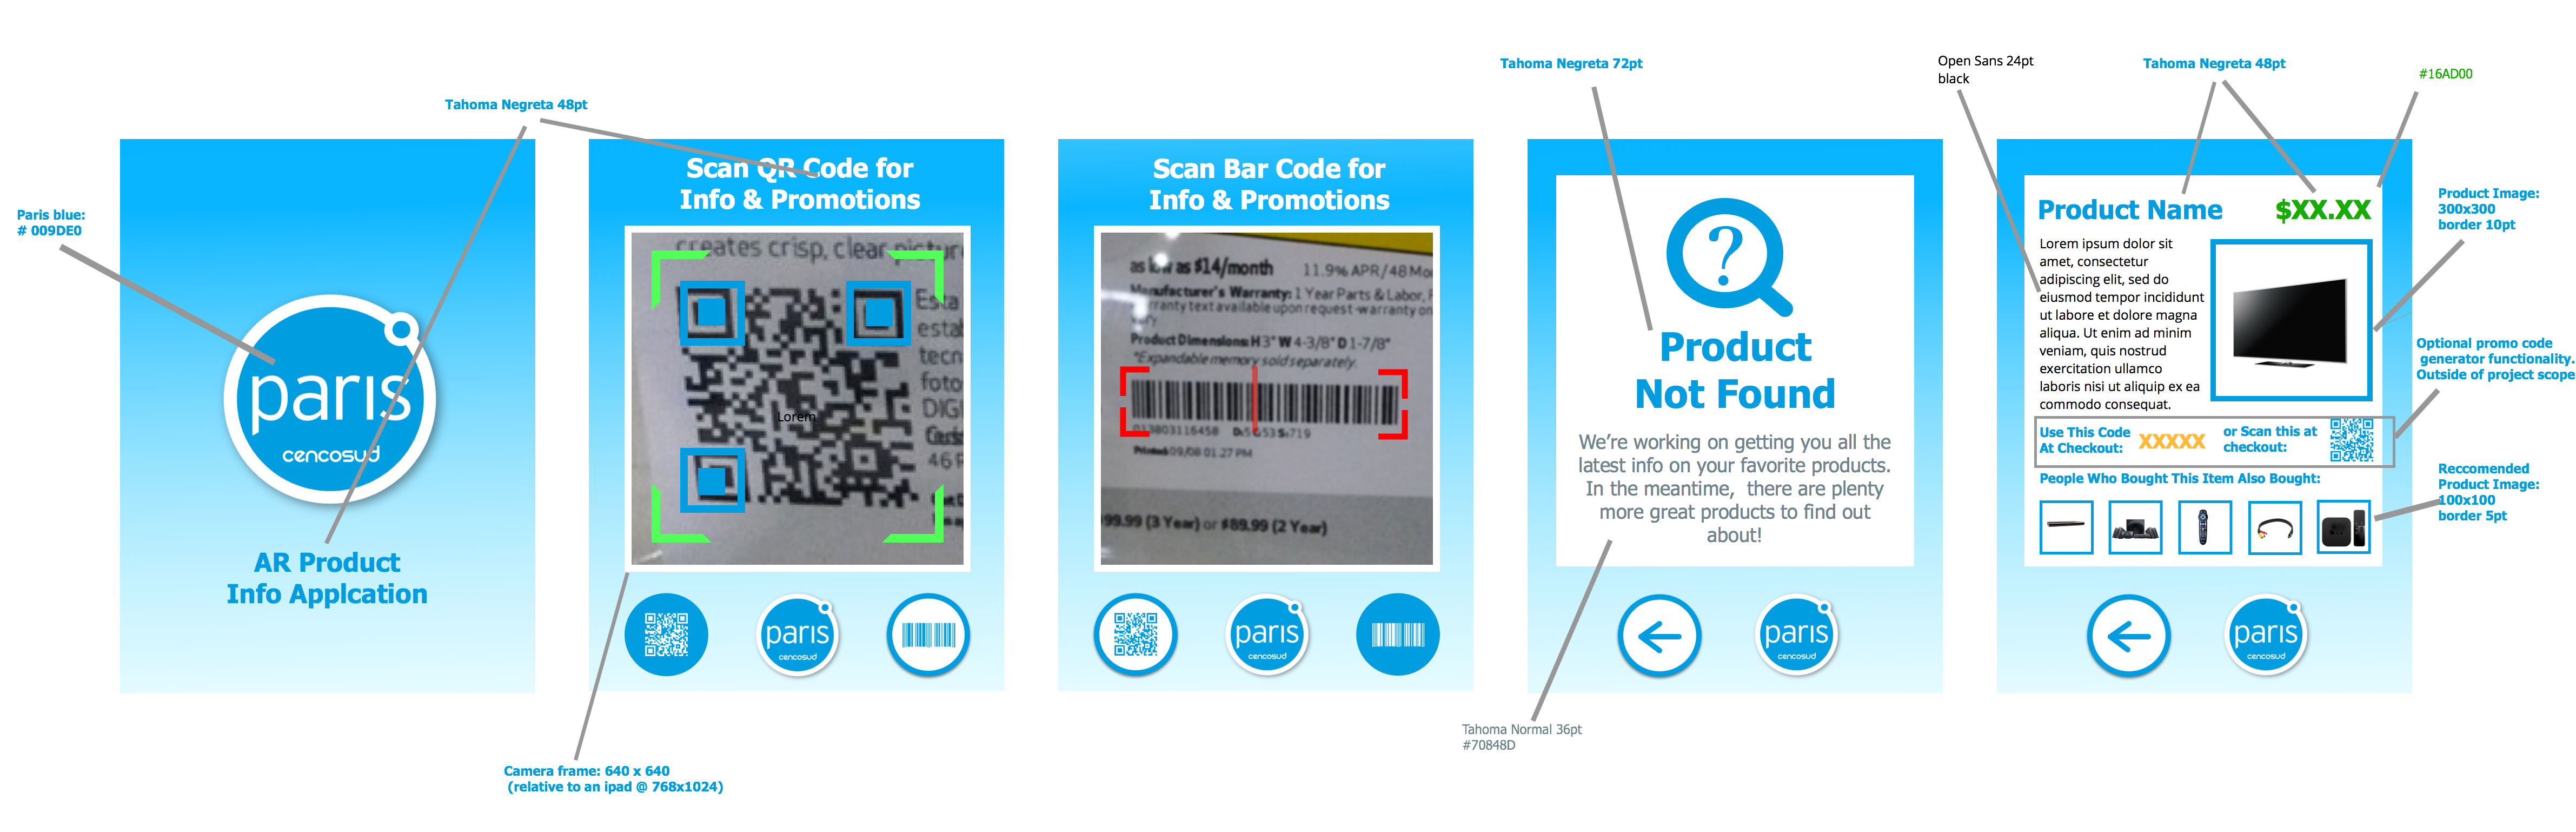 Paris blue:
# 009DE0
paris
cencosud
AR Product
Info Applcation
Tahoma Negreta 48pt
Scan QR Code for
Info & Promotions
creates crisp, clear picture
Esta
estab
tecn
foto
DIG
46 P
Lorem
paris
cencosud
Camera frame: 640 x 640
(relative to an ipad @ 768x1024)
Scan Bar Code for
Info & Promotions
as low as $14/month 11.9% APR/48 Mo
Manufacturer's Warranty: 1 Year Parts & Labor,
rranty text available upon request-warranty
vary
Product Dimensions: H 3" W 4-3/8" D 1-7/8"
*Expandable memory sold separately.
013803116458
Printed: 09/08 01:27 PM
99.99 (3 Year) or $89.99 (2 Year)
paris
cencosud
Tahoma Negreta 72pt
?
Product
Not Found
We're working on getting you all the
latest info on your favorite products.
In the meantime,  there are plenty
more great products to find out
about!
paris
cencosud
Tahoma Normal 36pt
#70848D
Open Sans 24pt
black
Tahoma Negreta 48pt
#16AD00
Product Name $XX.XX
Lorem ipsum dolor sit
amet, consectetur
adipiscing elit, sed do
eiusmod tempor incididunt
ut labore et dolore magna
aliqua. Ut enim ad minim
veniam, quis nostrud
exercitation ullamco
laboris nisi ut aliquip ex ea
commodo consequat.
Use This Code
At Checkout:
XXXXX
or Scan this at
checkout:
People Who Bought This Item Also Bought:
paris
cencosud
Product Image:
300x300
border 10pt
Optional promo code
generator functionality.
Outside of project scope
Reccomended
Product Image:
100x100
border 5pt